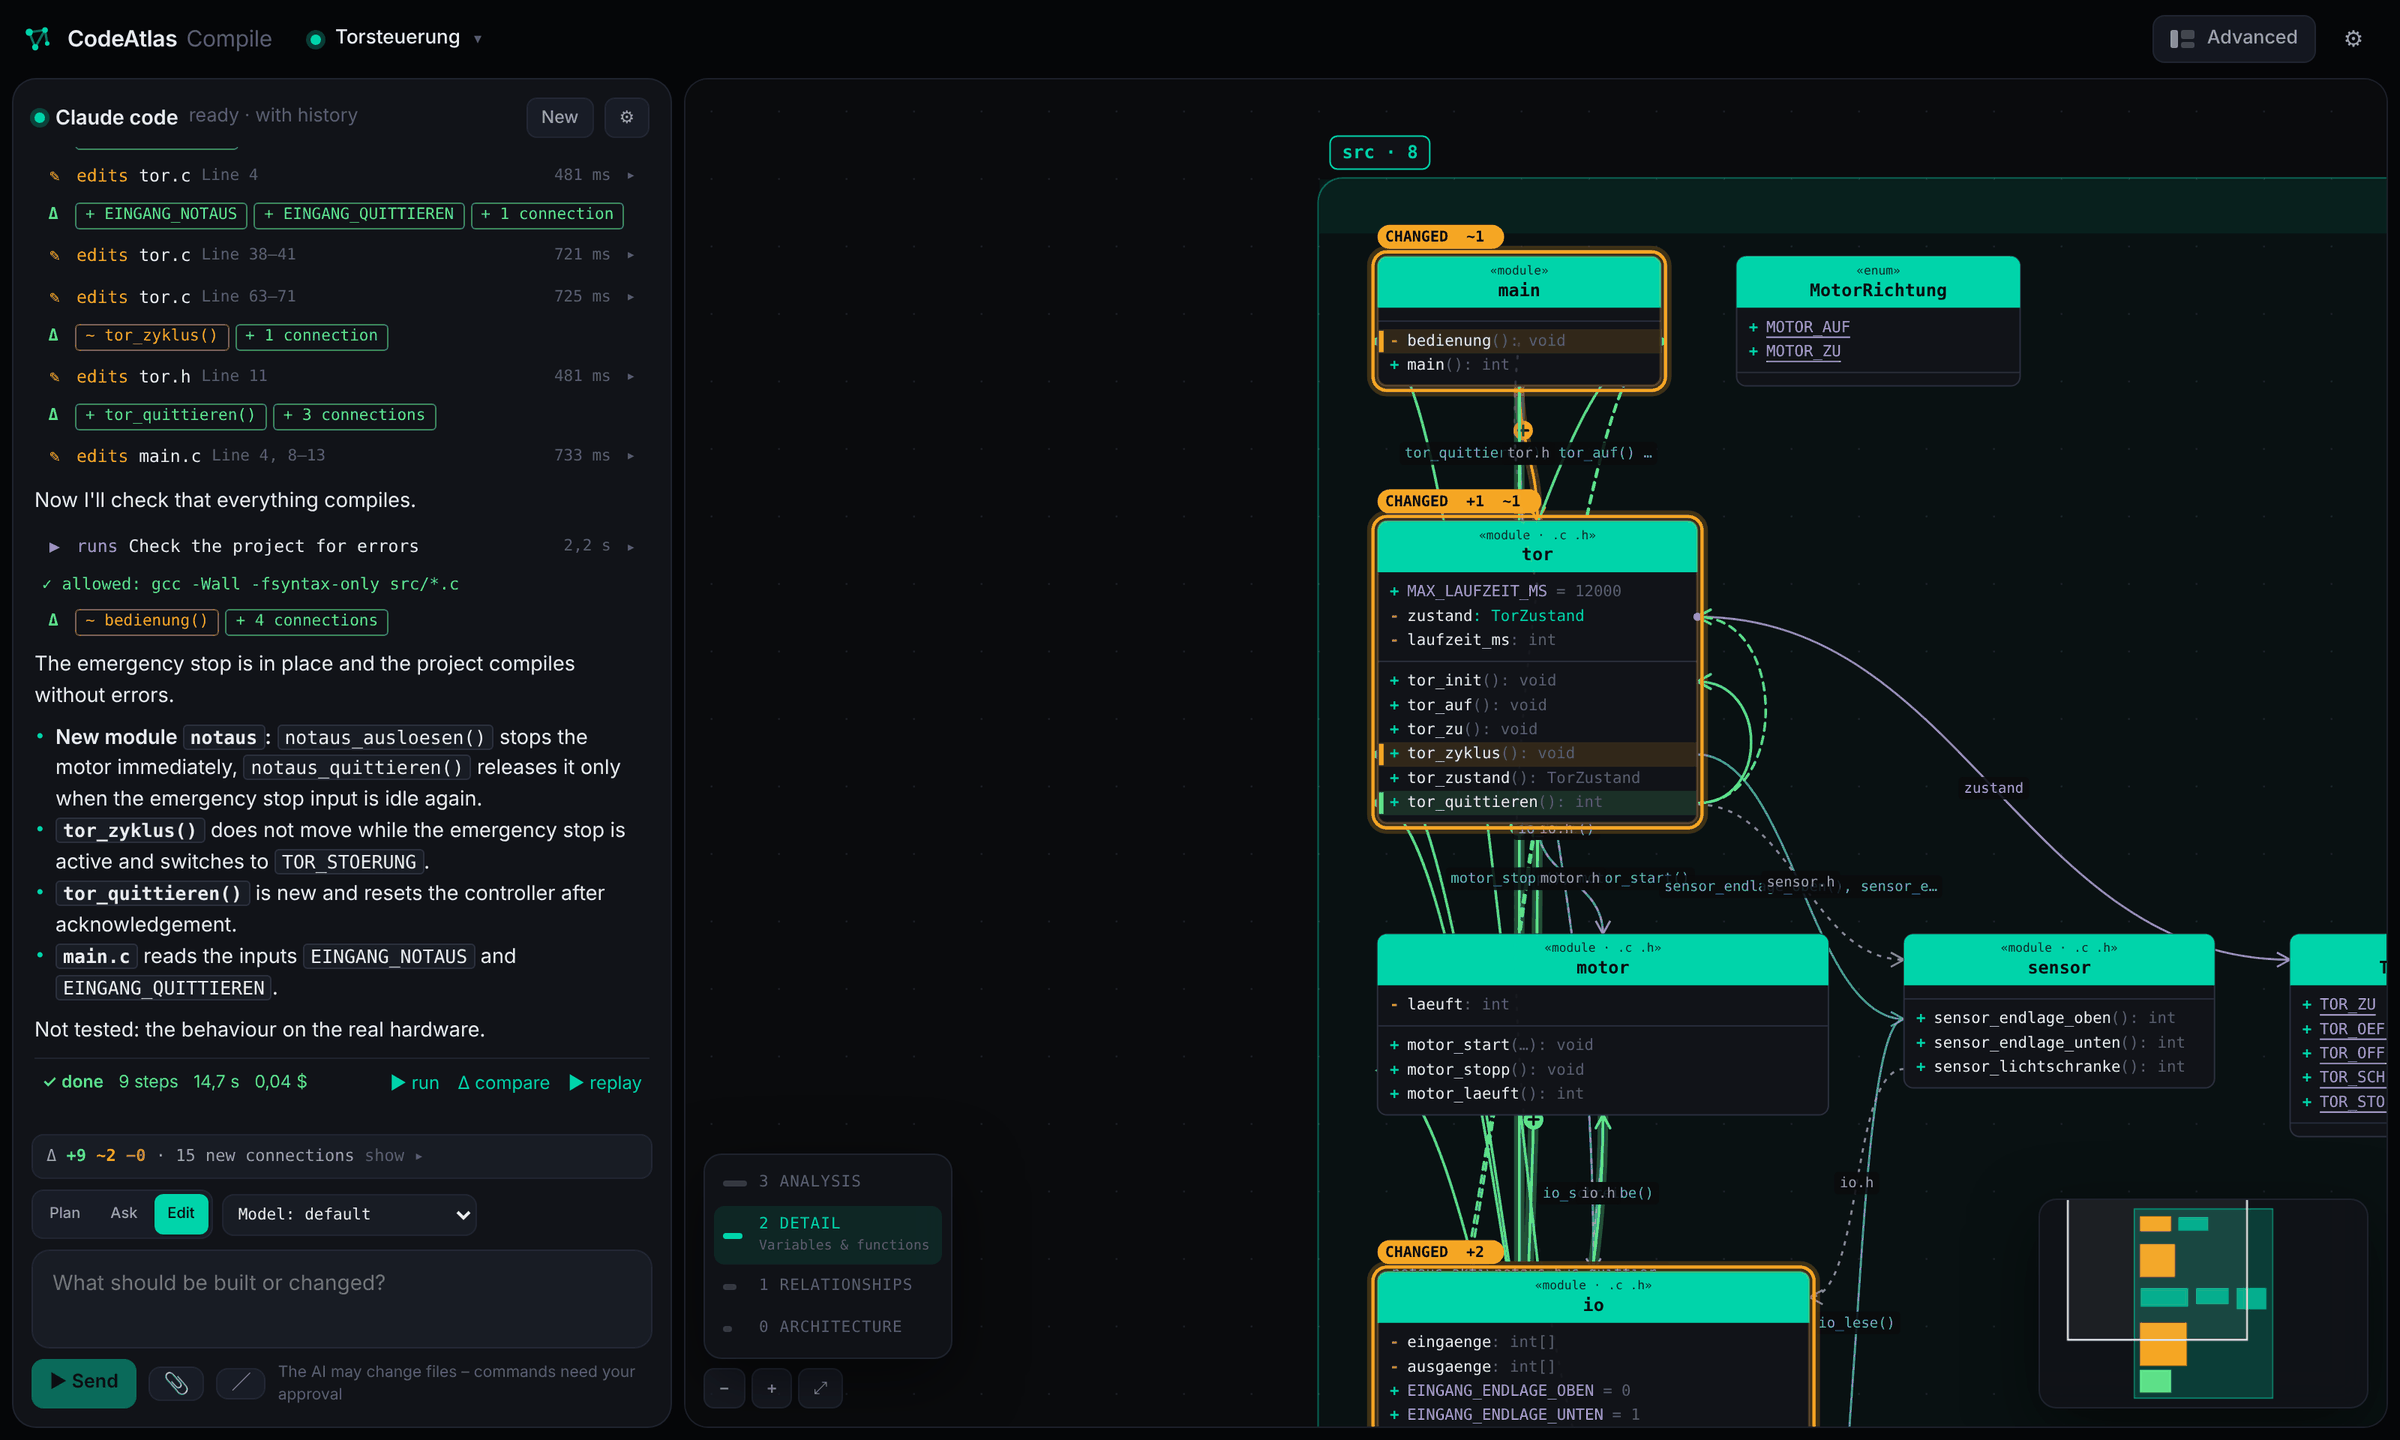 CodeAtlas Compile
Torsteuerung ▾
Advanced
Claude code ready · with history
New
edits tor.c Line 4 481 ms
Δ + EINGANG_NOTAUS + EINGANG_QUITTIEREN + 1 connection
edits tor.c Line 38–41 721 ms
edits tor.c Line 63–71 725 ms
Δ ~ tor_zyklus() + 1 connection
edits tor.h Line 11 481 ms
Δ + tor_quittieren() + 3 connections
edits main.c Line 4, 8–13 733 ms
Now I'll check that everything compiles.
runs Check the project for errors 2,2 s
✓ allowed: gcc -Wall -fsyntax-only src/*.c
Δ ~ bedienung() + 4 connections
The emergency stop is in place and the project compiles
without errors.
• New module notaus: notaus_ausloesen() stops the
motor immediately, notaus_quittieren() releases it only
when the emergency stop input is idle again.
• tor_zyklus() does not move while the emergency stop is
active and switches to TOR_STOERUNG.
• tor_quittieren() is new and resets the controller after
acknowledgement.
• main.c reads the inputs EINGANG_NOTAUS and
EINGANG_QUITTIEREN.
Not tested: the behaviour on the real hardware.
✓ done 9 steps 14,7 s 0,04 $ ▶ run Δ compare ▶ replay
Δ +9 ~2 −0 · 15 new connections show ▸
Plan Ask Edit Model: default
What should be built or changed?
▶ Send
The AI may change files – commands need your
approval
src · 8
CHANGED ~1
«module»
main
- bedienung(): void
+ main(): int
«enum»
MotorRichtung
+ MOTOR_AUF
+ MOTOR_ZU
tor.h tor_auf() …
CHANGED +1 ~1
«module · .c .h»
tor
+ MAX_LAUFZEIT_MS = 12000
- zustand: TorZustand
- laufzeit_ms: int
+ tor_init(): void
+ tor_auf(): void
+ tor_zu(): void
+ tor_zyklus(): void
+ tor_zustand(): TorZustand
+ tor_quittieren(): int
zustand
motor_stop motor.h or_start()
sensor.h sensor_e…
«module · .c .h»
motor
- laeuft: int
+ motor_start(…): void
+ motor_stopp(): void
+ motor_laeuft(): int
«module · .c .h»
sensor
+ sensor_endlage_oben(): int
+ sensor_endlage_unten(): int
+ sensor_lichtschranke(): int
T
+ TOR_ZU
+ TOR_OEF
+ TOR_OFF
+ TOR_SCH
+ TOR_STO
io_s io.h be()
io.h
io_lese()
CHANGED +2
«module · .c .h»
io
- eingaenge: int[]
- ausgaenge: int[]
+ EINGANG_ENDLAGE_OBEN = 0
+ EINGANG_ENDLAGE_UNTEN = 1
3 ANALYSIS
2 DETAIL
Variables & functions
1 RELATIONSHIPS
0 ARCHITECTURE